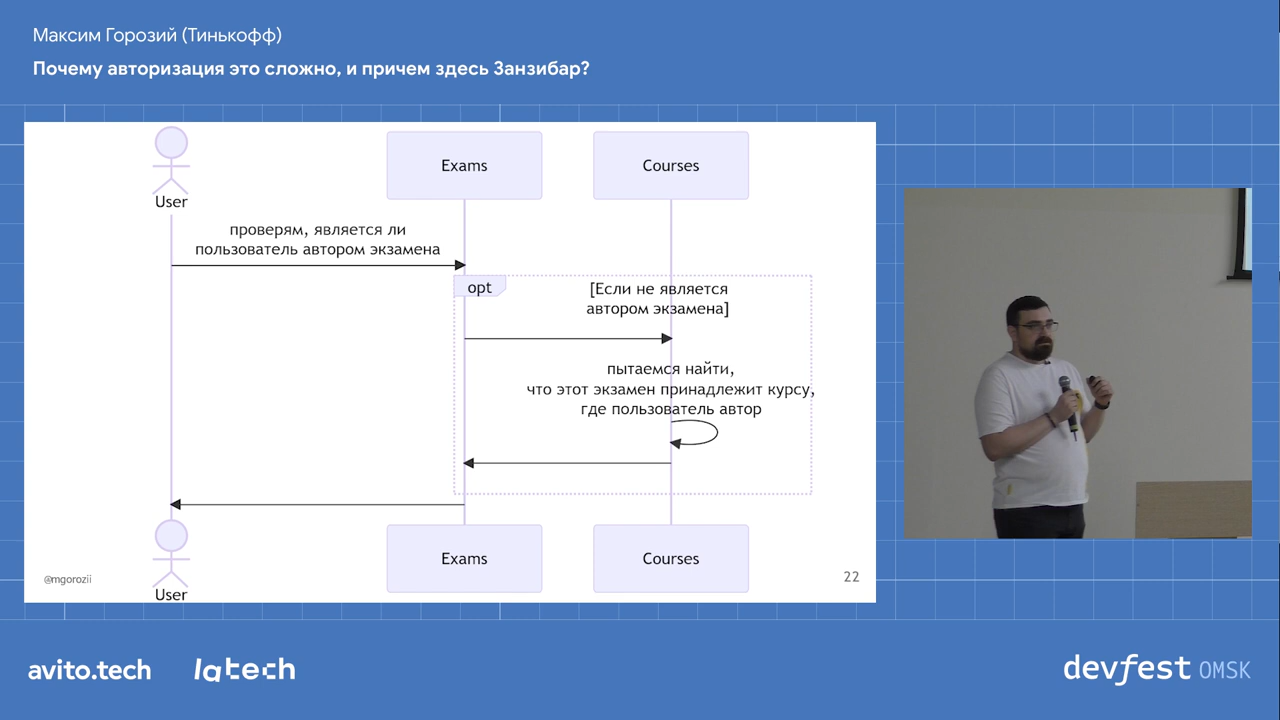 Максим Горозий (Тинькофф)
Почему авторизация это сложно, и причем здесь Занзибар?
User
Exams
Courses
проверям, является ли
пользователь автором экзамена
opt
[Если не является
автором экзамена]
пытаемся найти,
что этот экзамен принадлежит курсу,
где пользователь автор
User
Exams
Courses
@mgorozii
22
avito.tech
latech
devfest OMSK